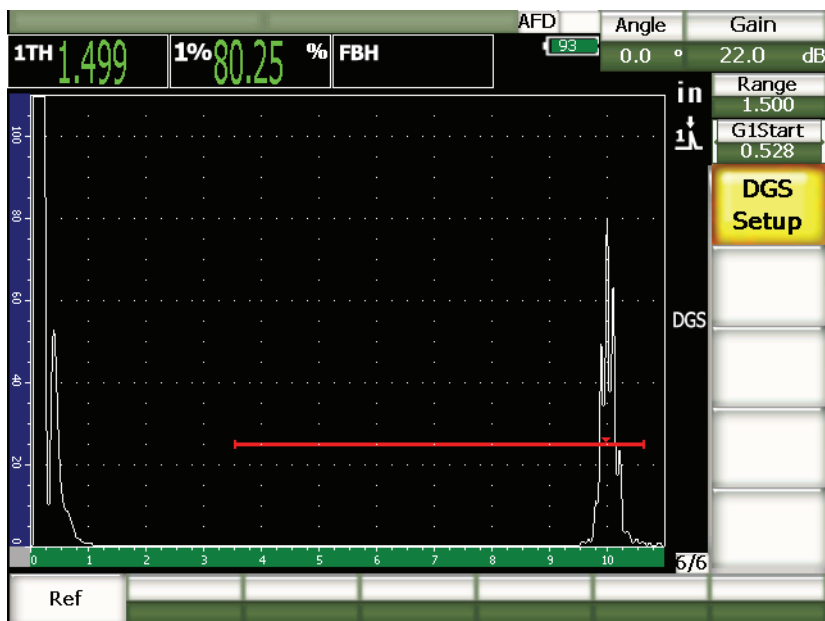 AFD
Angle
Gain
1TH 1.499
1% 80.25 %
FBH
93
0.0 °
22.0 dB
in
Range
1.500
1
G1Start
0.528
DGS
Setup
DGS
100
80
60
40
20
0
0 1 2 3 4 5 6 7 8 9 10
6/6
Ref